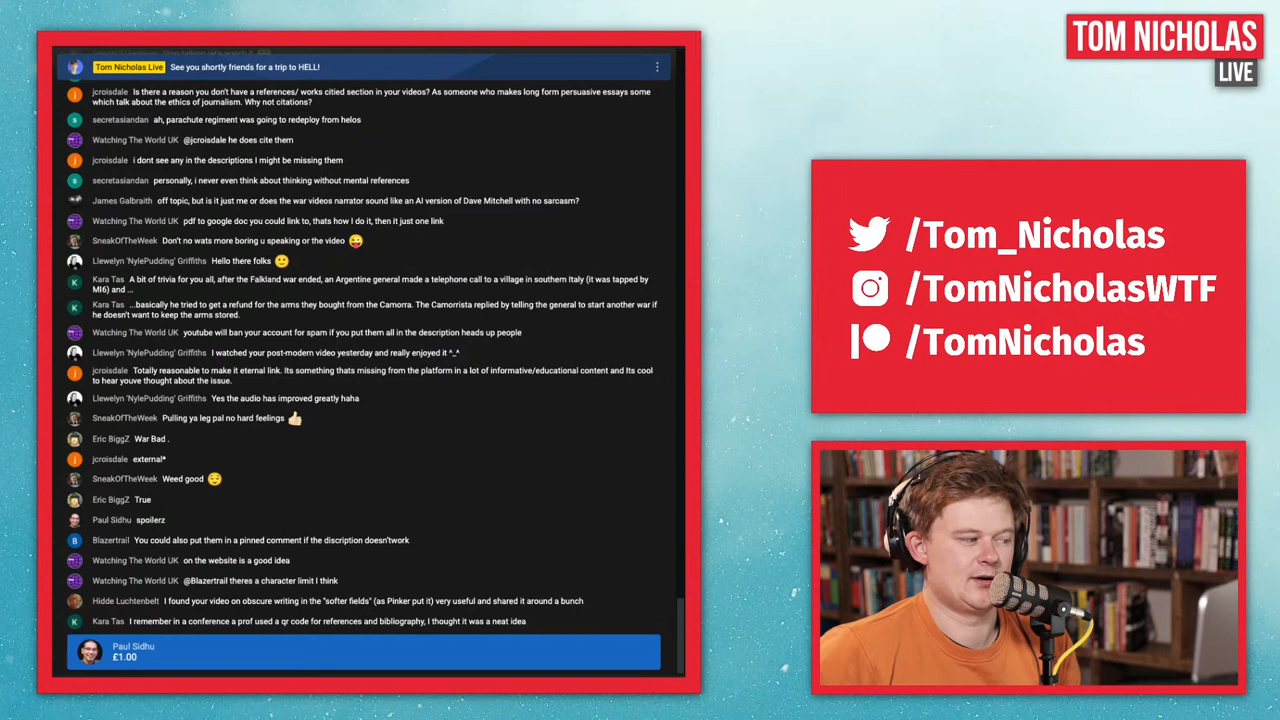 TOM NICHOLAS
LIVE
Tom Nicholas Live See you shortly friends for a trip to HELL!
jcroisdale Is there a reason you don't have a references/ works citied section in your videos? As someone who makes long form persuasive essays some
which talk about the ethics of journalism. Why not citations?
secretasiandan ah, parachute regiment was going to redeploy from helos
Watching The World UK @jcroisdale he does cite them
jcroisdale i dont see any in the descriptions I might be missing them
secretasiandan personally, i never even think about thinking without mental references
James Galbraith off topic, but is it just me or does the war videos narrator sound like an AI version of Dave Mitchell with no sarcasm?
Watching The World UK pdf to google doc you could link to, thats how I do it, then it just one link
SneakOfTheWeek Don't no wats more boring u speaking or the video 😜
Llewelyn 'NylePudding' Griffiths Hello there folks 🙂
Kara Tas A bit of trivia for you all, after the Falkland war ended, an Argentine general made a telephone call to a village in southern Italy (it was tapped by
MI6) and ...
Kara Tas ...basically he tried to get a refund for the arms they bought from the Camorra. The Camorrista replied by telling the general to start another war if
he doesn't want to keep the arms stored.
Watching The World UK youtube will ban your account for spam if you put them all in the description heads up people
Llewelyn 'NylePudding' Griffiths I watched your post-modern video yesterday and really enjoyed it ^_^
jcroisdale Totally reasonable to make it eternal link. Its something thats missing from the platform in a lot of informative/educational content and Its cool
to hear youve thought about the issue.
Llewelyn 'NylePudding' Griffiths Yes the audio has improved greatly haha
SneakOfTheWeek Pulling ya leg pal no hard feelings 👍🏻
Eric BiggZ War Bad .
jcroisdale external*
SneakOfTheWeek Weed good 😌
Eric BiggZ True
Paul Sidhu spoilerz
Blazertrail You could also put them in a pinned comment if the discription doesn'twork
Watching The World UK on the website is a good idea
Watching The World UK @Blazertrail theres a character limit I think
Hidde Luchtenbelt I found your video on obscure writing in the "softer fields" (as Pinker put it) very useful and shared it around a bunch
Kara Tas I remember in a conference a prof used a qr code for references and bibliography, I thought it was a neat idea
Paul Sidhu
£1.00
/Tom_Nicholas
/TomNicholasWTF
/TomNicholas